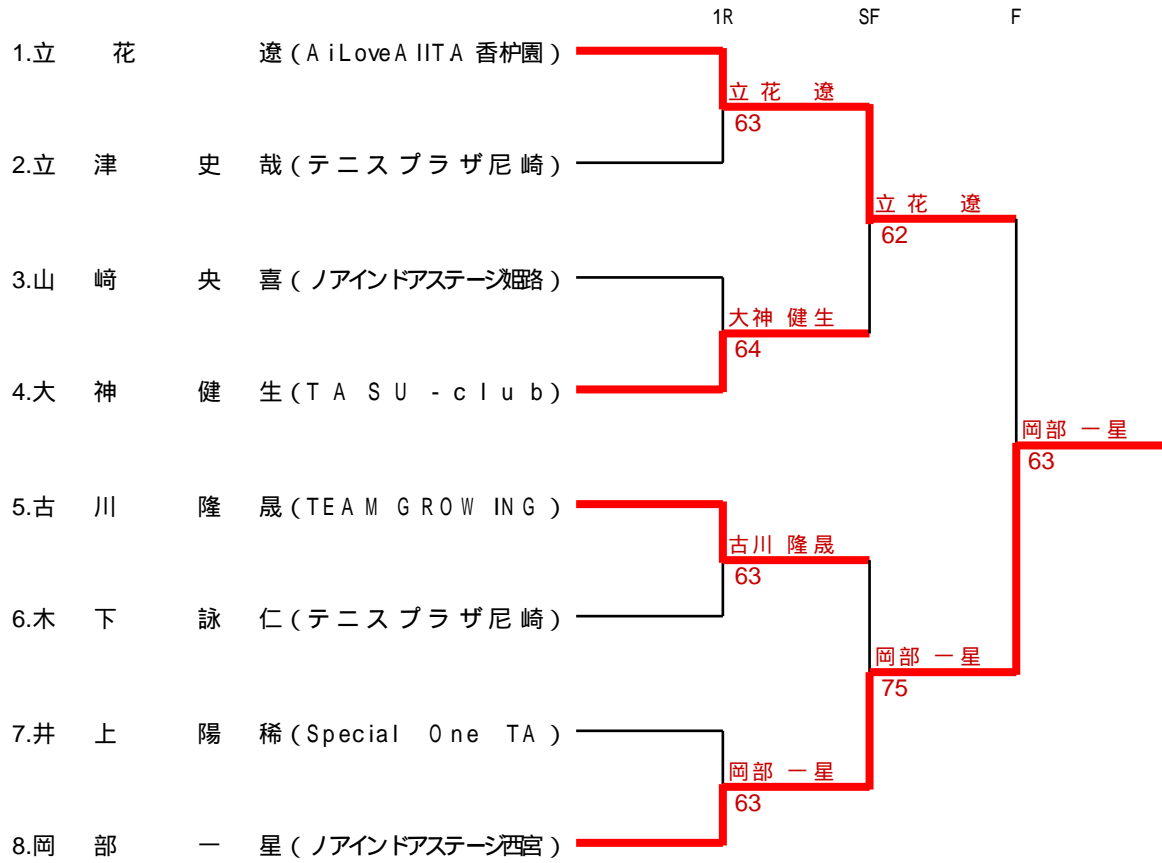 1R SF F
1.立 花 遼 (AiLoveAIITA 香枦園)
立花 遼
63
2.立 津 史 哉 (テニスプラザ尼崎)
立花 遼
62
3.山 﨑 央 喜 (ノアインドアステージ姫路)
大神 健生
64
4.大 神 健 生 (TASU-club)
岡部 一星
63
5.古 川 隆 晟 (TEAM GROWING)
古川 隆晟
63
6.木 下 詠 仁 (テニスプラザ尼崎)
岡部 一星
75
7.井 上 陽 稀 (Special One TA)
岡部 一星
63
8.岡 部 一 星 (ノアインドアステージ西宮)